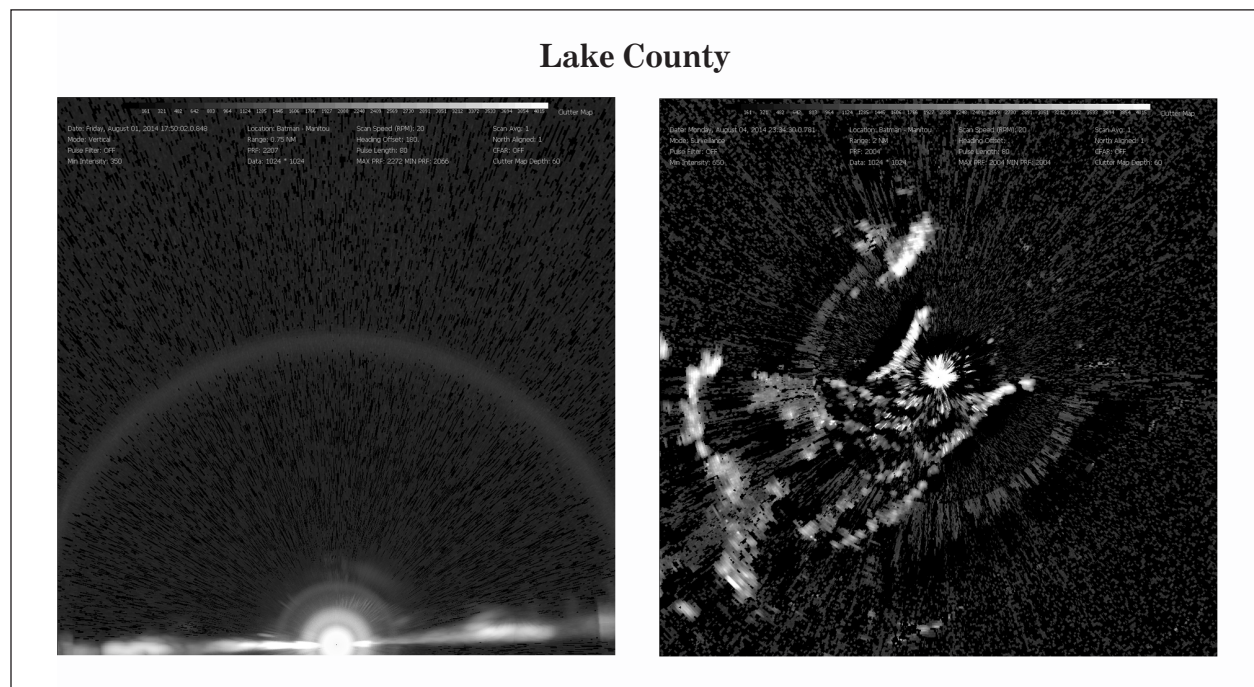 Lake County
Clutter Map
Date: Friday, August 01, 2014 17:50:02.0.848 Location: Batman - Manitou Scan Speed (RPM): 20 Scan Avg: 1
Mode: Vertical Range: 0.75 NM Heading Offset: 180 North Aligned: 1
Pulse Filter: OFF PRF: 2207 Pulse Length: 80 CFAR: OFF
Min Intensity: 350 Data: 1024 * 1024 MAX PRF: 2272 MIN PRF: 2066 Clutter Map Depth: 60
Clutter Map
Date: Monday, August 04, 2014 23:34:30.0.781 Location: Batman - Manitou Scan Speed (RPM): 20 Scan Avg: 1
Mode: Surveillance Range: 2 NM Heading Offset: North Aligned: 1
Pulse Filter: OFF PRF: 2004 Pulse Length: 80 CFAR: OFF
Min Intensity: 650 Data: 1024 * 1024 MAX PRF: 2004 MIN PRF: 2004 Clutter Map Depth: 60